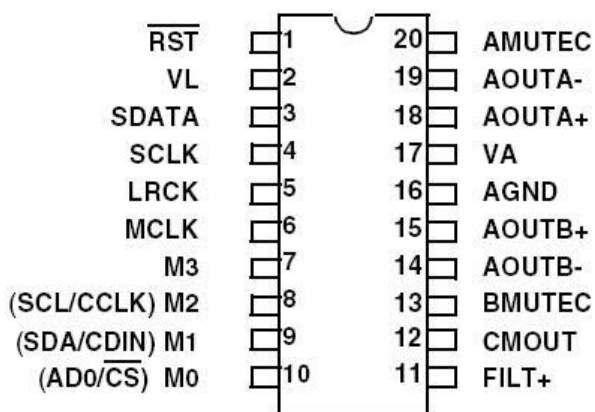 RST 1 20 AMUTEC
VL 2 19 AOUTA-
SDATA 3 18 AOUTA+
SCLK 4 17 VA
LRCK 5 16 AGND
MCLK 6 15 AOUTB+
M3 7 14 AOUTB-
(SCL/CCLK) M2 8 13 BMUTEC
(SDA/CDIN) M1 9 12 CMOUT
(AD0/CS) M0 10 11 FILT+